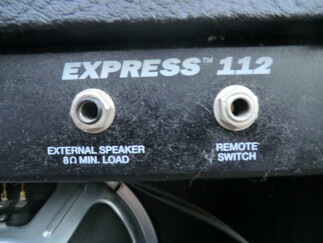 EXPRESS™ 112
EXTERNAL SPEAKER
8Ω MIN. LOAD
REMOTE
SWITCH